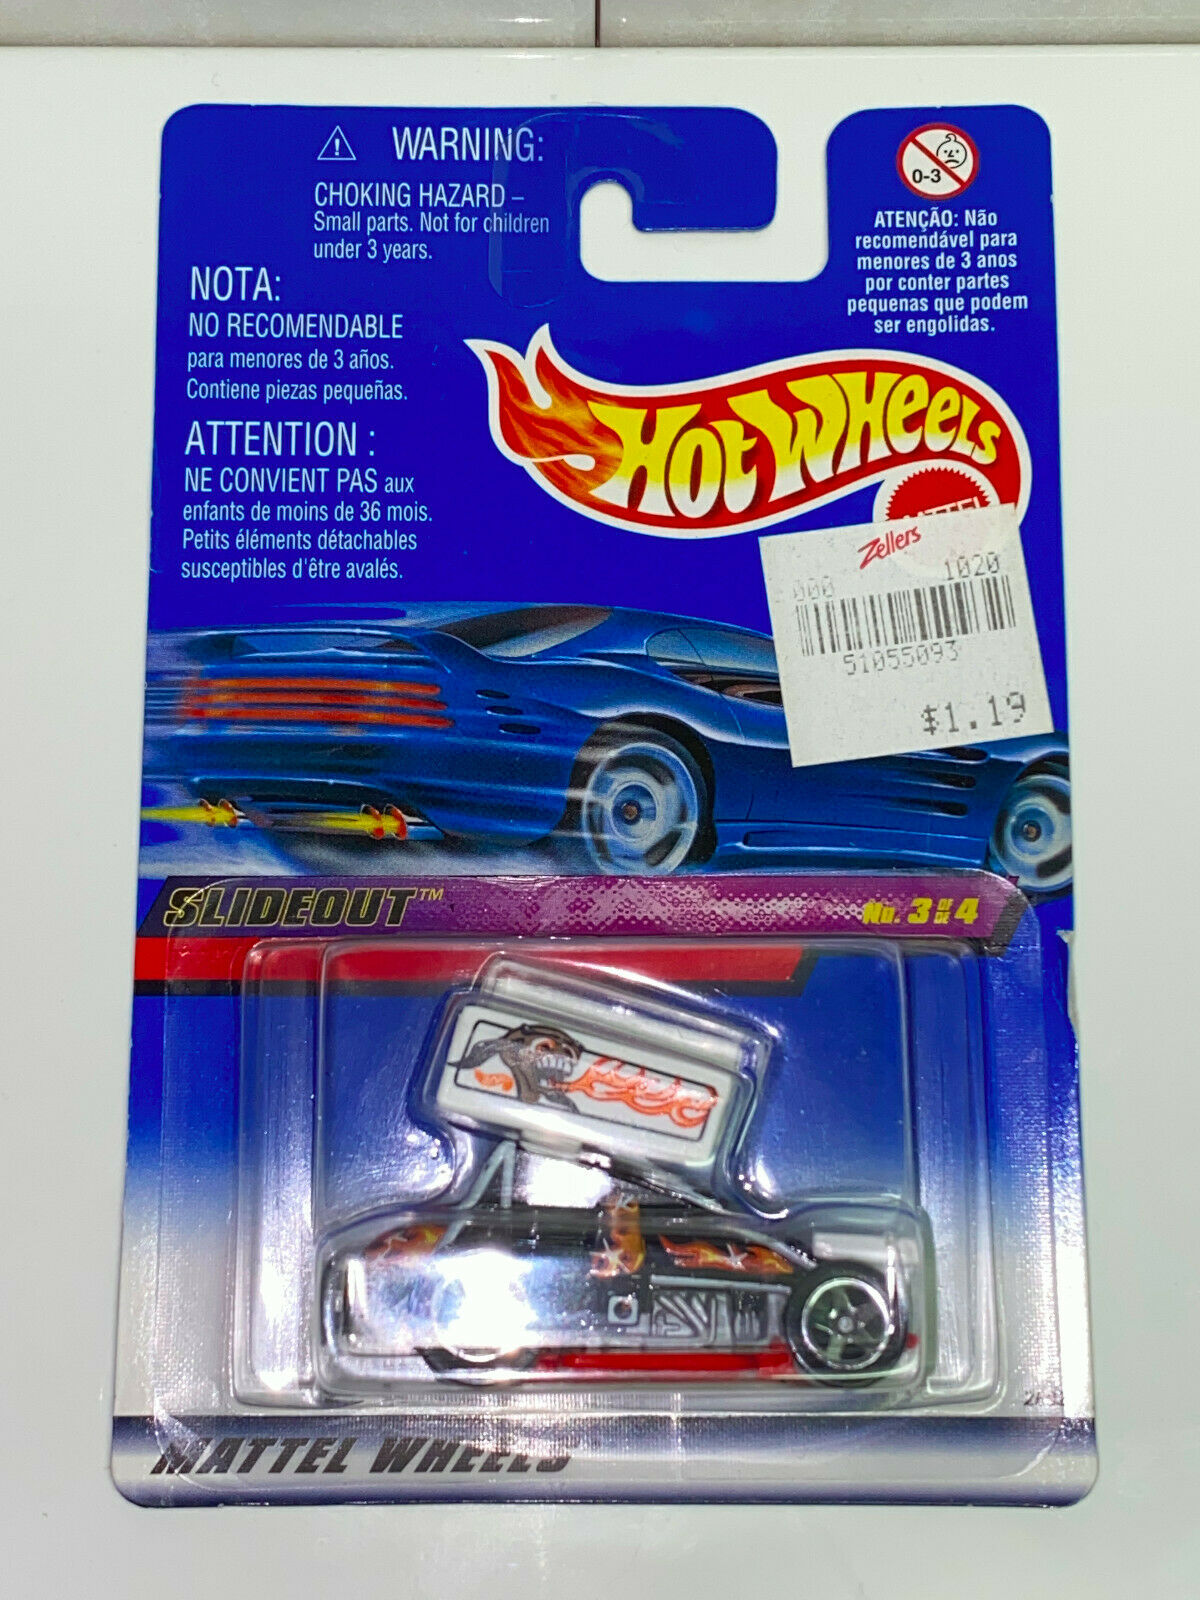 WARNING:
CHOKING HAZARD –
Small parts. Not for children
under 3 years.
NOTA:
NO RECOMENDABLE
para menores de 3 años.
Contiene piezas pequeñas.
ATTENTION :
NE CONVIENT PAS aux
enfants de moins de 36 mois.
Petits éléments détachables
susceptibles d'être avalés.
0-3
ATENÇÃO: Não
recomendável para
menores de 3 anos
por conter partes
pequenas que podem
ser engolidas.
HOT WHEELS
MATTEL
Zellers
000 1020
51055093
$1.19
SLIDEOUT™
No. 3 OF DE 4
MATTEL WHEELS